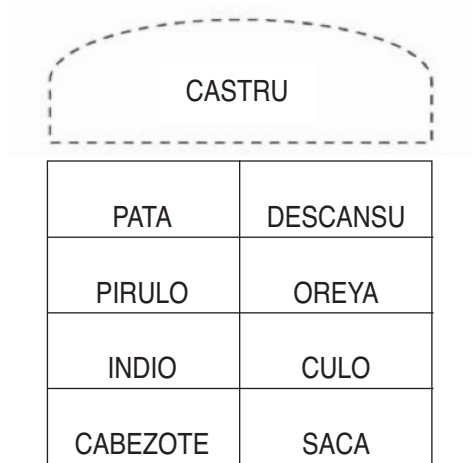 CASTRU
PATA DESCANSU
PIRULO OREYA
INDIO CULO
CABEZOTE SACA